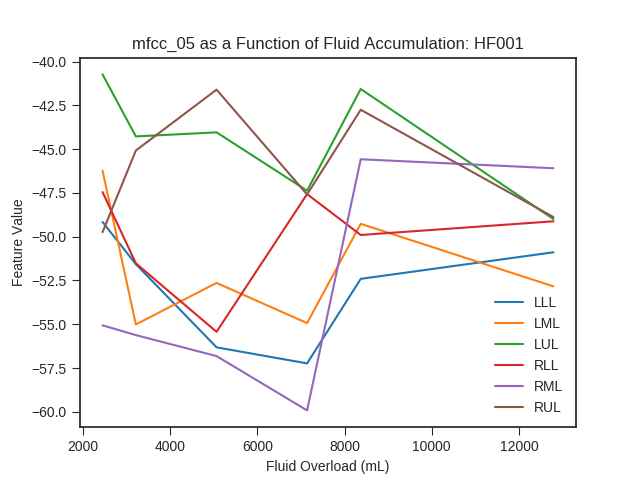 mfcc_05 as a Function of Fluid Accumulation: HF001
−40.0
−42.5
−45.0
−47.5
−50.0
−52.5
−55.0
−57.5
−60.0
Feature Value
LLL
LML
LUL
RLL
RML
RUL
2000 4000 6000 8000 10000 12000
Fluid Overload (mL)